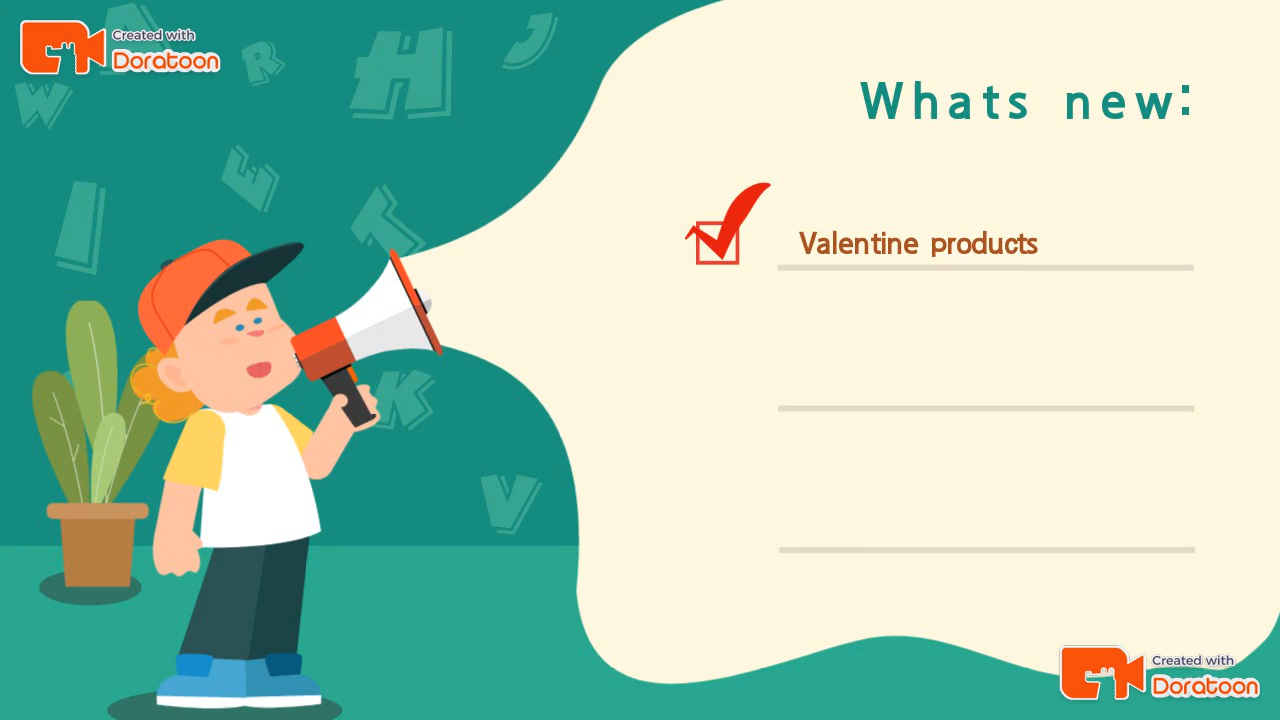 Created with
Doratoon
A
R
H
J
W
E
I
T
Whats new:
Valentine products
K
V
Created with
Doratoon